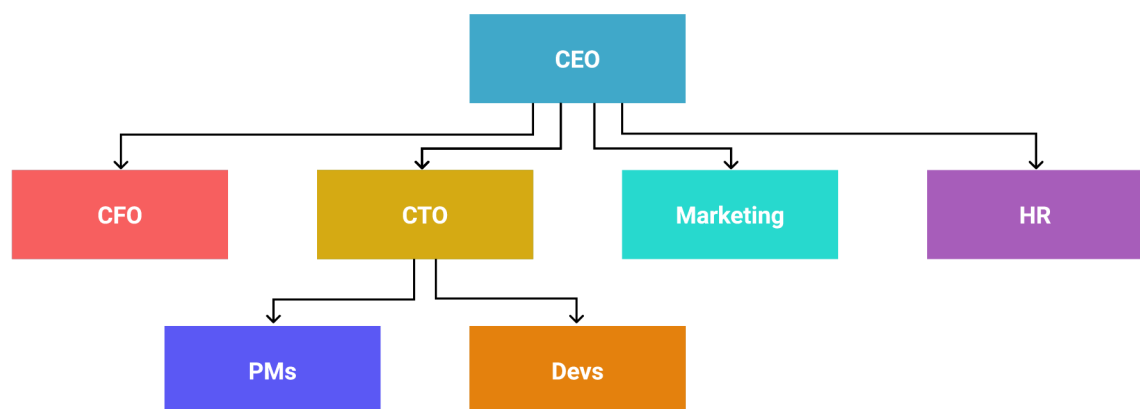 CEO
CFO
CTO
Marketing
HR
PMs
Devs